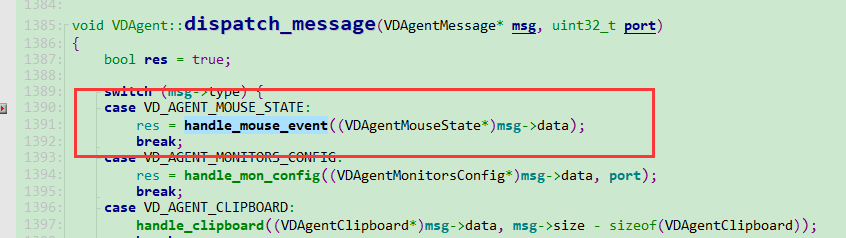 1384:
1385: void VDAgent::dispatch_message(VDAgentMessage* msg, uint32_t port)
1386: {
1387: bool res = true;
1388:
1389: switch (msg->type) {
1390: case VD_AGENT_MOUSE_STATE:
1391: res = handle_mouse_event((VDAgentMouseState*)msg->data);
1392: break;
1393: case VD_AGENT_MONITORS_CONFIG:
1394: res = handle_mon_config((VDAgentMonitorsConfig*)msg->data, port);
1395: break;
1396: case VD_AGENT_CLIPBOARD:
1397: handle_clipboard((VDAgentClipboard*)msg->data, msg->size - sizeof(VDAgentClipboard));